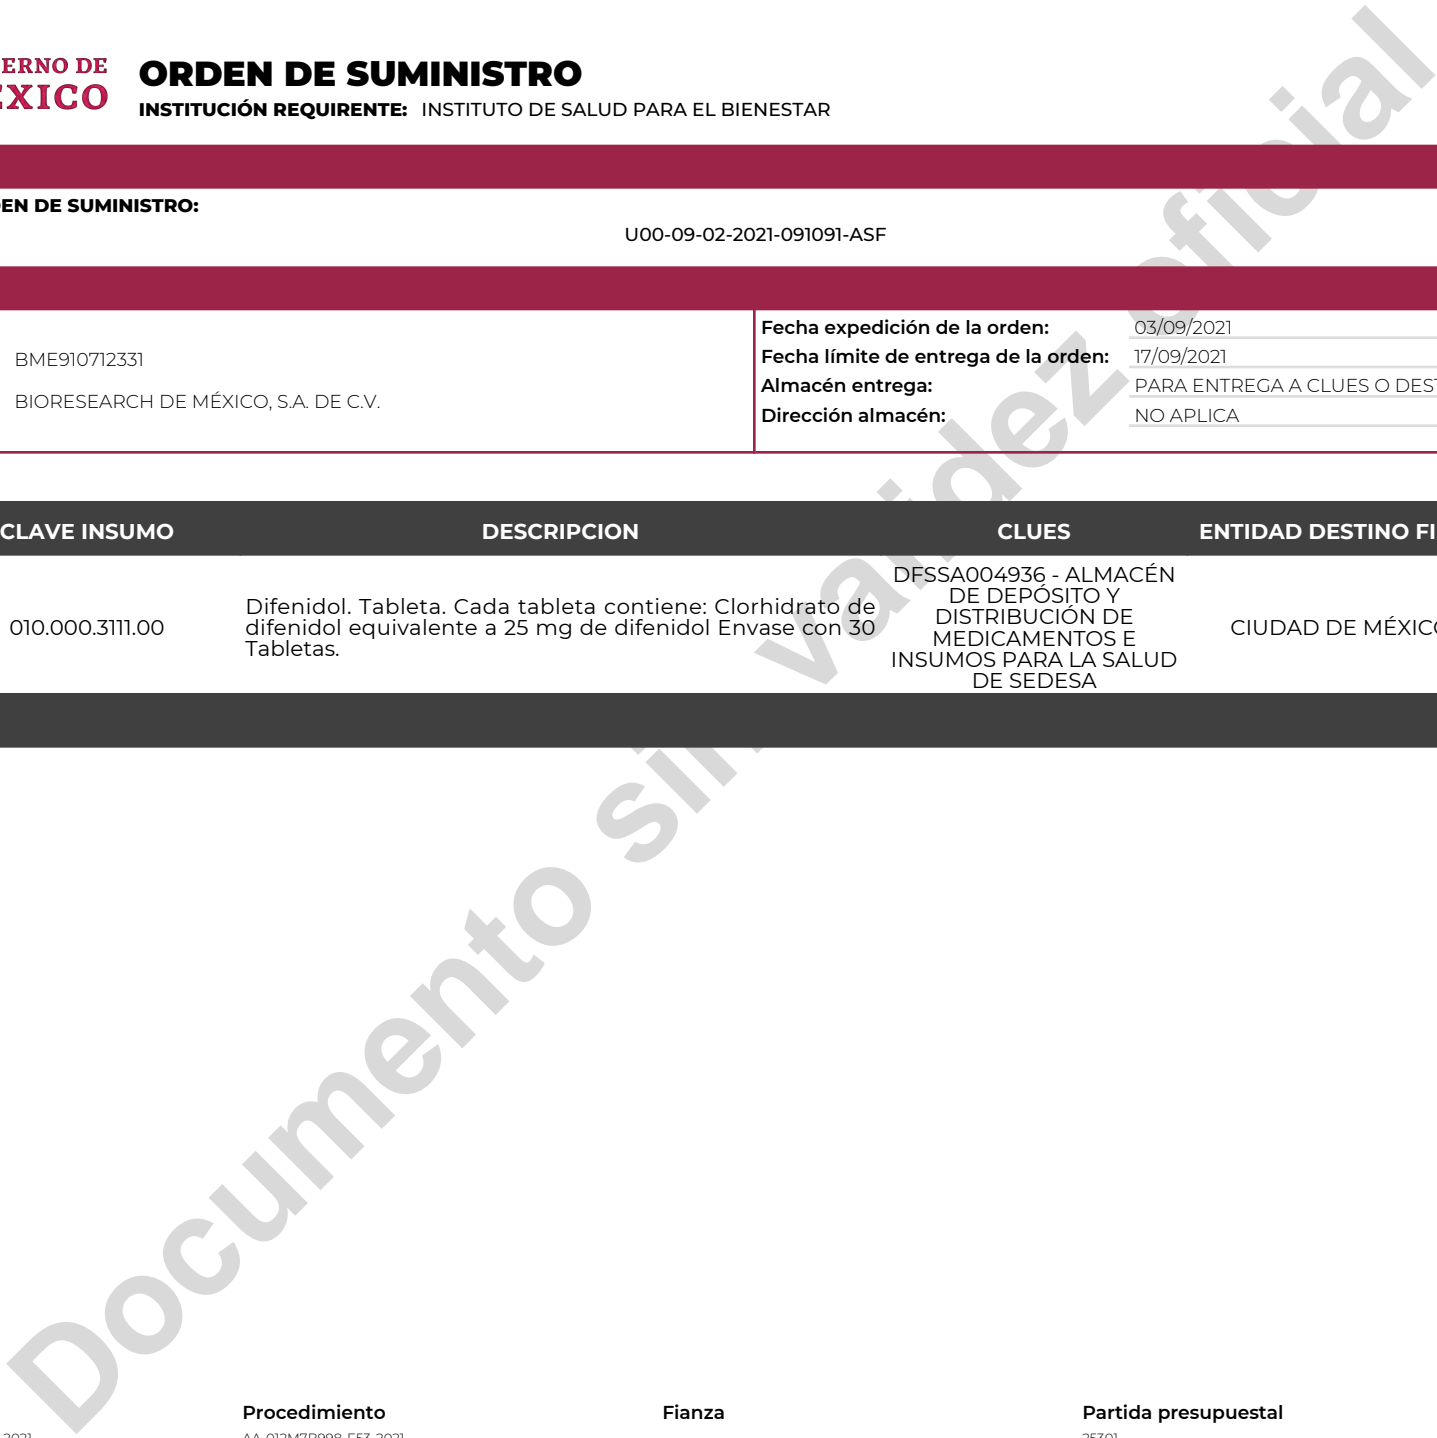 ERNO DE
EXICO
ORDEN DE SUMINISTRO
INSTITUCIÓN REQUIRENTE: INSTITUTO DE SALUD PARA EL BIENESTAR
EN DE SUMINISTRO:
U00-09-02-2021-091091-ASF
BME910712331
BIORESEARCH DE MÉXICO, S.A. DE C.V.
Fecha expedición de la orden: 03/09/2021
Fecha límite de entrega de la orden: 17/09/2021
Almacén entrega: PARA ENTREGA A CLUES O DEST
Dirección almacén: NO APLICA
CLAVE INSUMO DESCRIPCION CLUES ENTIDAD DESTINO FI
010.000.3111.00
Difenidol. Tableta. Cada tableta contiene: Clorhidrato de
difenidol equivalente a 25 mg de difenidol Envase con 30
Tabletas.
DFSSA004936 - ALMACÉN
DE DEPÓSITO Y
DISTRIBUCIÓN DE
MEDICAMENTOS E
INSUMOS PARA LA SALUD
DE SEDESA
CIUDAD DE MÉXICO
Documento sin validez oficial
Procedimiento Fianza Partida presupuestal